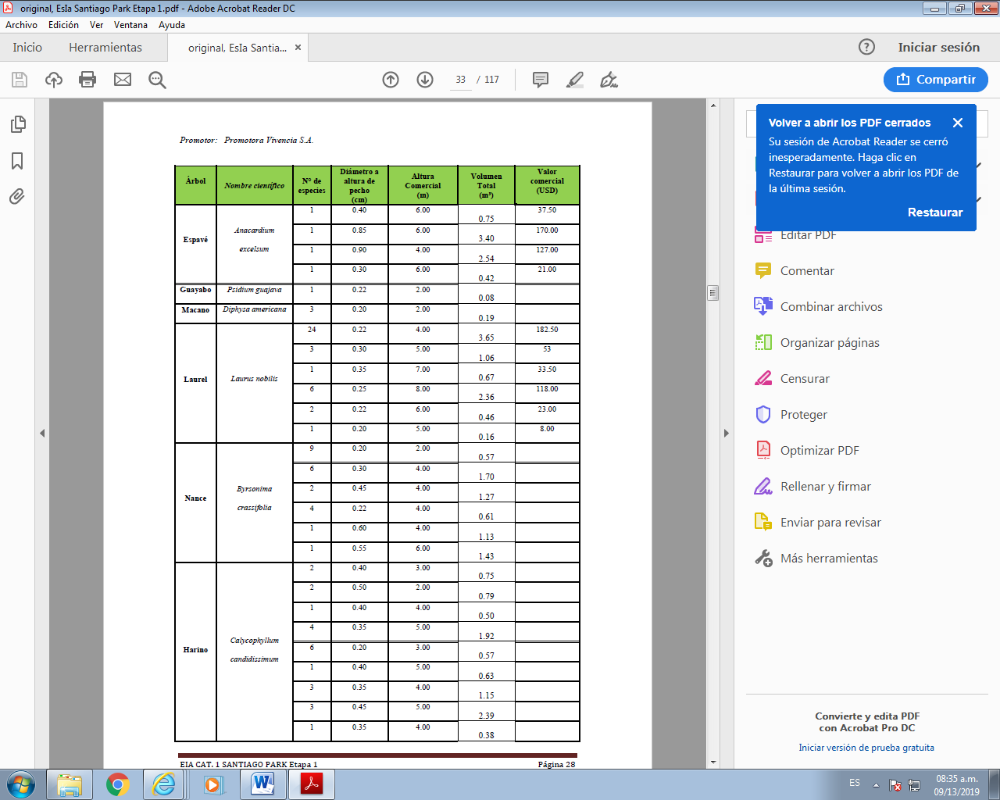 original, EsIa Santiago Park Etapa 1.pdf - Adobe Acrobat Reader DC
Archivo Edición Ver Ventana Ayuda
Inicio Herramientas original, EsIa Santia... × Iniciar sesión
33 / 117 Compartir
Promotor: Promotora Vivencia S.A.
Árbol Nombre científico N° de especies Diámetro a altura de pecho (cm) Altura Comercial (m) Volumen Total (m³) Valor comercial (USD)
Espavé Anacardium excelsum 1 0.40 6.00 0.75 37.50
1 0.85 6.00 3.40 170.00
1 0.90 4.00 2.54 127.00
1 0.30 6.00 0.42 21.00
Guayabo Psidium guajava 1 0.22 2.00 0.08
Macano Diphysa americana 3 0.20 2.00 0.19
Laurel Laurus nobilis 24 0.22 4.00 3.65 182.50
3 0.30 5.00 1.06 53
1 0.35 7.00 0.67 33.50
6 0.25 8.00 2.36 118.00
2 0.22 6.00 0.46 23.00
1 0.20 5.00 0.16 8.00
Nance Byrsonima crassifolia 9 0.20 2.00 0.57
6 0.30 4.00 1.70
2 0.45 4.00 1.27
4 0.22 4.00 0.61
1 0.60 4.00 1.13
1 0.55 6.00 1.43
Harino Calycophyllum candidissimum 2 0.40 3.00 0.75
2 0.50 2.00 0.79
1 0.40 4.00 0.50
4 0.35 5.00 1.92
6 0.20 3.00 0.57
1 0.40 5.00 0.63
3 0.35 4.00 1.15
3 0.45 5.00 2.39
1 0.35 4.00 0.38
EIA CAT. 1 SANTIAGO PARK Etapa 1 Página 28
Volver a abrir los PDF cerrados
Su sesión de Acrobat Reader se cerró
inesperadamente. Haga clic en
Restaurar para volver a abrir los PDF de
la última sesión.
Restaurar
Editar PDF
Comentar
Combinar archivos
Organizar páginas
Censurar
Proteger
Optimizar PDF
Rellenar y firmar
Enviar para revisar
Más herramientas
Convierte y edita PDF
con Acrobat Pro DC
Iniciar versión de prueba gratuita
ES 08:35 a.m.
09/13/2019